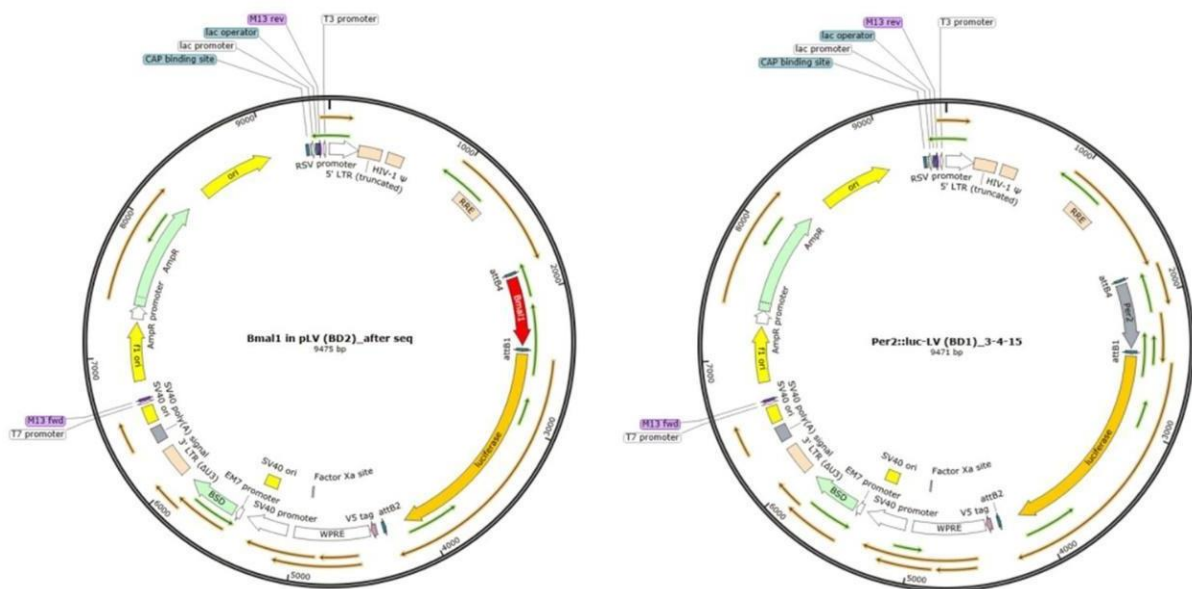 M13 rev
T3 promoter
lac operator
lac promoter
CAP binding site
9000
1000
RSV promoter
5' LTR (truncated)
HIV-1 Ψ
ori
RRE
8000
AmpR
2000
attB4
Bmal1
AmpR promoter
attB1
Bmal1 in pLV (BD2)_after seq
9475 bp
f1 ori
7000
M13 fwd
T7 promoter
SV40 ori
SV40 poly(A) signal
3' LTR (ΔU3)
3000
luciferase
6000
BSD
EM7 promoter
SV40 ori
Factor Xa site
SV40 promoter
V5 tag
attB2
WPRE
4000
5000
M13 rev
T3 promoter
lac operator
lac promoter
CAP binding site
9000
1000
RSV promoter
5' LTR (truncated)
HIV-1 Ψ
ori
RRE
8000
AmpR
2000
attB4
Per2
AmpR promoter
attB1
Per2::luc-LV (BD1)_3-4-15
9471 bp
f1 ori
7000
M13 fwd
T7 promoter
SV40 ori
SV40 poly(A) signal
3' LTR (ΔU3)
3000
luciferase
6000
BSD
EM7 promoter
SV40 ori
Factor Xa site
SV40 promoter
V5 tag
attB2
WPRE
4000
5000